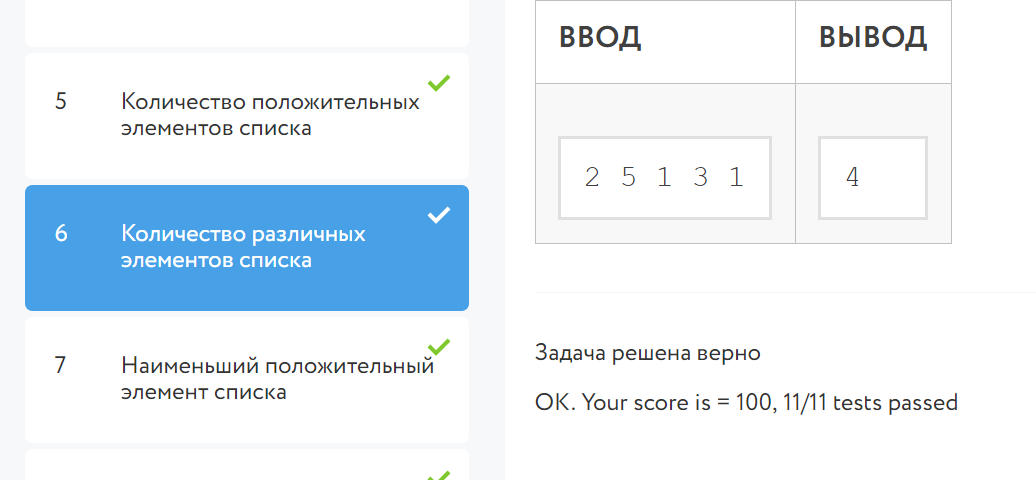 5
Количество положительных
элементов списка
6
Количество различных
элементов списка
7
Наименьший положительный
элемент списка
ВВОД ВЫВОД
2 5 1 3 1 4
Задача решена верно
OK. Your score is = 100, 11/11 tests passed